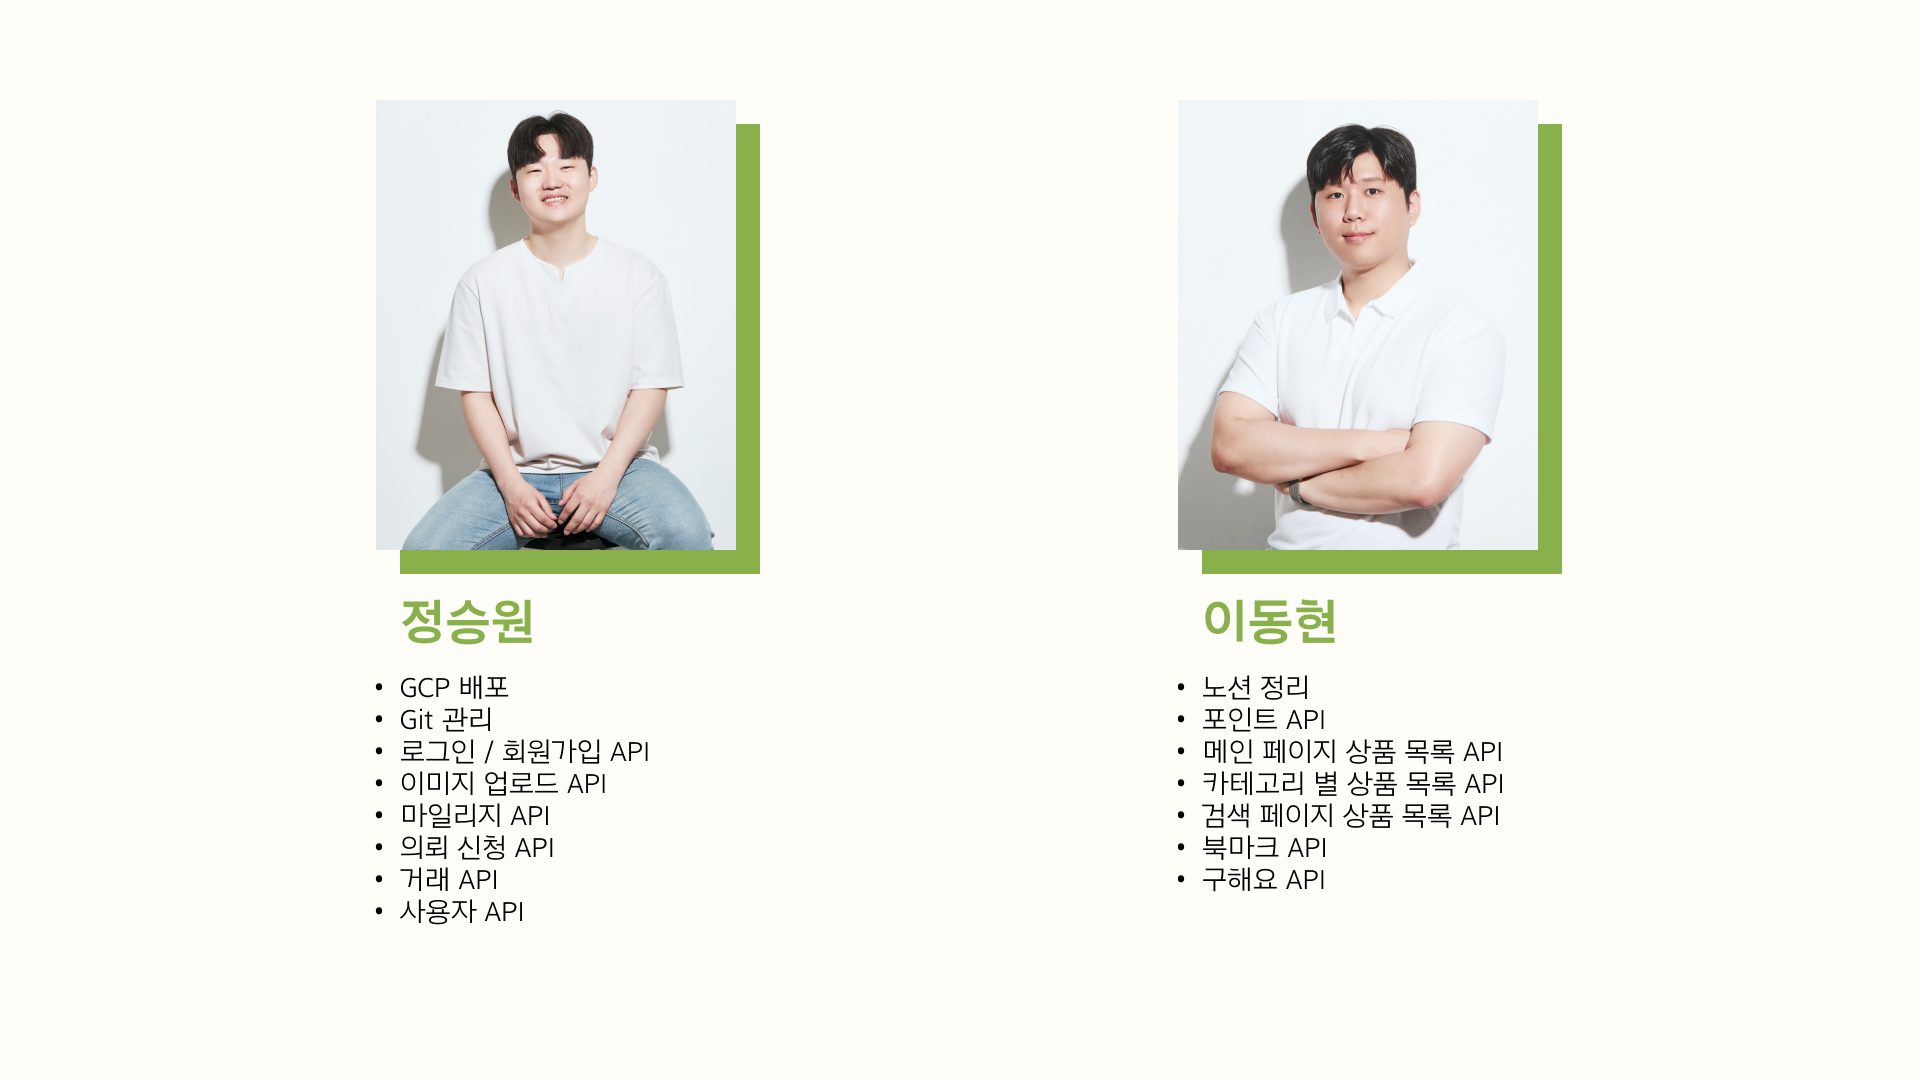 정승원
• GCP 배포
• Git 관리
• 로그인 / 회원가입 API
• 이미지 업로드 API
• 마일리지 API
• 의뢰 신청 API
• 거래 API
• 사용자 API
이동현
• 노션 정리
• 포인트 API
• 메인 페이지 상품 목록 API
• 카테고리 별 상품 목록 API
• 검색 페이지 상품 목록 API
• 북마크 API
• 구해요 API